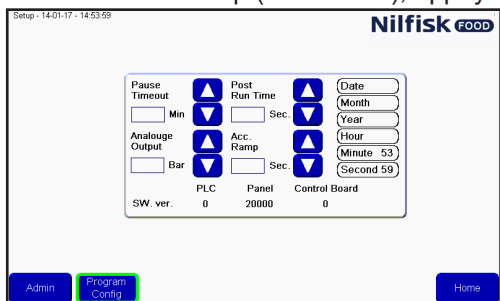 Setup - 14-01-17 - 14:53:59
Nilfisk FOOD
Pause Timeout
Min
Post Run Time
Sec.
Analouge Output
Bar
Acc. Ramp
Sec.
Date
Month
Year
Hour
Minute 53
Second 59
PLC Panel Control Board
SW. ver. 0 20000 0
Admin
Program Config
Home